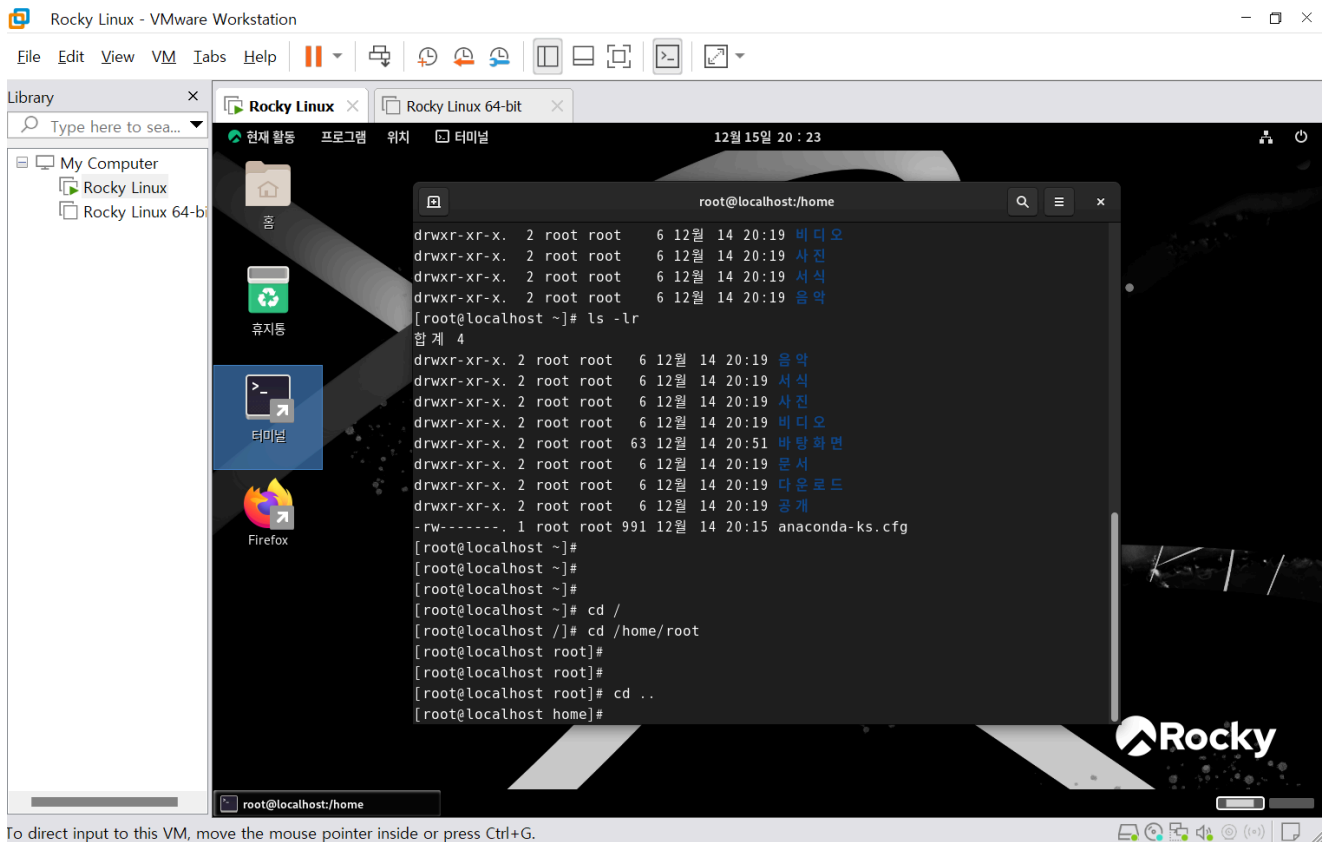 Rocky Linux - VMware Workstation
File Edit View VM Tabs Help
Library
Type here to sea...
My Computer
Rocky Linux
Rocky Linux 64-bi
Rocky Linux
Rocky Linux 64-bit
현재 활동 프로그램 위치 터미널 12월 15일 20 : 23
홈
휴지통
터미널
Firefox
root@localhost:/home
drwxr-xr-x. 2 root root 6 12월 14 20:19 비디오
drwxr-xr-x. 2 root root 6 12월 14 20:19 사진
drwxr-xr-x. 2 root root 6 12월 14 20:19 서식
drwxr-xr-x. 2 root root 6 12월 14 20:19 음악
[root@localhost ~]# ls -lr
합계 4
drwxr-xr-x. 2 root root 6 12월 14 20:19 음악
drwxr-xr-x. 2 root root 6 12월 14 20:19 서식
drwxr-xr-x. 2 root root 6 12월 14 20:19 사진
drwxr-xr-x. 2 root root 6 12월 14 20:19 비디오
drwxr-xr-x. 2 root root 63 12월 14 20:51 바탕화면
drwxr-xr-x. 2 root root 6 12월 14 20:19 문서
drwxr-xr-x. 2 root root 6 12월 14 20:19 다운로드
drwxr-xr-x. 2 root root 6 12월 14 20:19 공개
-rw-------. 1 root root 991 12월 14 20:15 anaconda-ks.cfg
[root@localhost ~]#
[root@localhost ~]#
[root@localhost ~]#
[root@localhost ~]# cd /
[root@localhost /]# cd /home/root
[root@localhost root]#
[root@localhost root]#
[root@localhost root]# cd ..
[root@localhost home]#
Rocky
root@localhost:/home
To direct input to this VM, move the mouse pointer inside or press Ctrl+G.